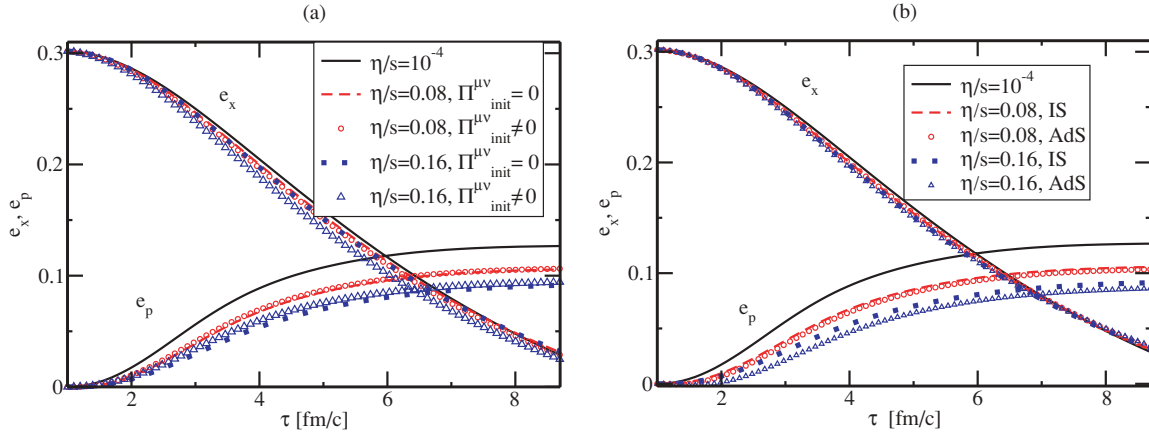 (a)
0.3
0.2
0.1
0
e_x, e_p
e_x
e_p
η/s=10^-4
η/s=0.08, Π^μν_init= 0
η/s=0.08, Π^μν_init≠0
η/s=0.16, Π^μν_init= 0
η/s=0.16, Π^μν_init≠0
2 4 6 8
τ [fm/c]
(b)
0.3
0.2
0.1
0
e_x, e_p
e_x
e_p
η/s=10^-4
η/s=0.08, IS
η/s=0.08, AdS
η/s=0.16, IS
η/s=0.16, AdS
2 4 6 8
τ [fm/c]